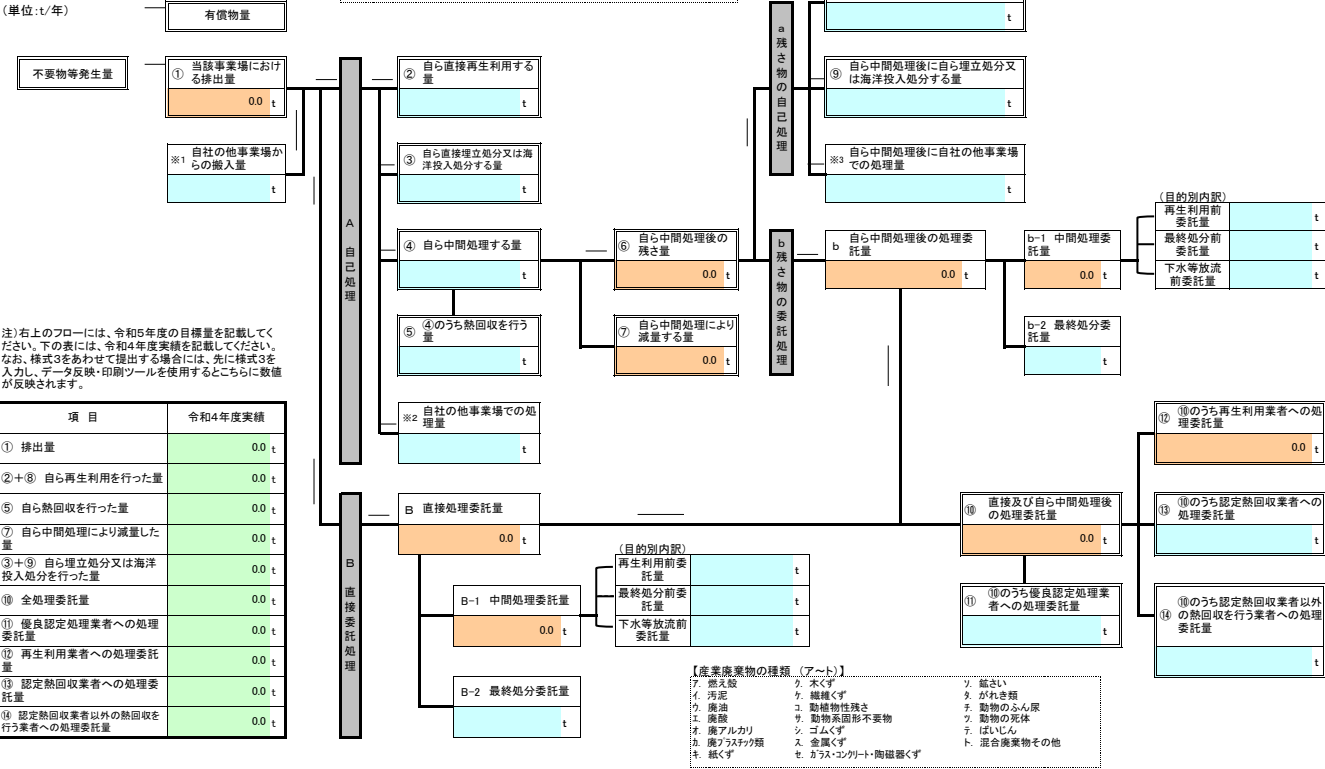 (単位:t/年)
有償物量
不要物等発生量
① 当該事業場におけ
る排出量
0.0 t
※1 自社の他事業場か
らの搬入量
t
A 自己処理
② 自ら直接再生利用する
量
t
③ 自ら直接埋立処分又は海
洋投入処分する量
t
④ 自ら中間処理する量
t
⑤ ④のうち熱回収を行う
量
t
※2 自社の他事業場での処
理量
t
⑥ 自ら中間処理後の
残さ量
0.0 t
⑦ 自ら中間処理により
減量する量
0.0 t
a 残さ物の自己処理
t
⑨ 自ら中間処理後に自ら埋立処分又
は海洋投入処分する量
t
※3 自ら中間処理後に自社の他事業場
での処理量
t
b 残さ物の委託処理
b 自ら中間処理後の処理委
託量
0.0 t
b-1 中間処理委
託量
0.0 t
b-2 最終処分委
託量
t
(目的別内訳)
再生利用前
委託量
t
最終処分前
委託量
t
下水等放流
前委託量
t
注)右上のフローには、令和5年度の目標量を記載してく
ださい。下の表には、令和4年度実績を記載してください。
なお、様式3をあわせて提出する場合には、先に様式3を
入力し、データ反映・印刷ツールを使用するとこちらに数値
が反映されます。
項 目 令和4年度実績
① 排出量 0.0 t
②+⑧ 自ら再生利用を行った量 0.0 t
⑤ 自ら熱回収を行った量 0.0 t
⑦ 自ら中間処理により減量した
量 0.0 t
③+⑨ 自ら埋立処分又は海洋
投入処分を行った量 0.0 t
⑩ 全処理委託量 0.0 t
⑪ 優良認定処理業者への処理
委託量 0.0 t
⑫ 再生利用業者への処理委託
量 0.0 t
⑬ 認定熱回収業者への処理委
託量 0.0 t
⑭ 認定熱回収業者以外の熱回収を
行う業者への処理委託量 0.0 t
B 直接委託処理
B 直接処理委託量
0.0 t
B-1 中間処理委託量
0.0 t
B-2 最終処分委託量
t
(目的別内訳)
再生利用前委
託量
t
最終処分前委
託量
t
下水等放流前
委託量
t
⑩ 直接及び自ら中間処理後
の処理委託量
0.0 t
⑪ ⑩のうち優良認定処理業
者への処理委託量
t
⑫ ⑩のうち再生利用業者への処
理委託量
0.0 t
⑬ ⑩のうち認定熱回収業者への
処理委託量
t
⑭ ⑩のうち認定熱回収業者以外
の熱回収を行う業者への処理
委託量
t
【産業廃棄物の種類 (ア~ト)】
ア. 燃え殻 ク. 木くず ソ. 鉱さい
イ. 汚泥 ケ. 繊維くず タ. がれき類
ウ. 廃油 コ. 動植物性残さ チ. 動物のふん尿
エ. 廃酸 サ. 動物系固形不要物 ツ. 動物の死体
オ. 廃アルカリ シ. ゴムくず テ. ばいじん
カ. 廃プラスチック類 ス. 金属くず ト. 混合廃棄物その他
キ. 紙くず セ. ガラス・コンクリート・陶磁器くず